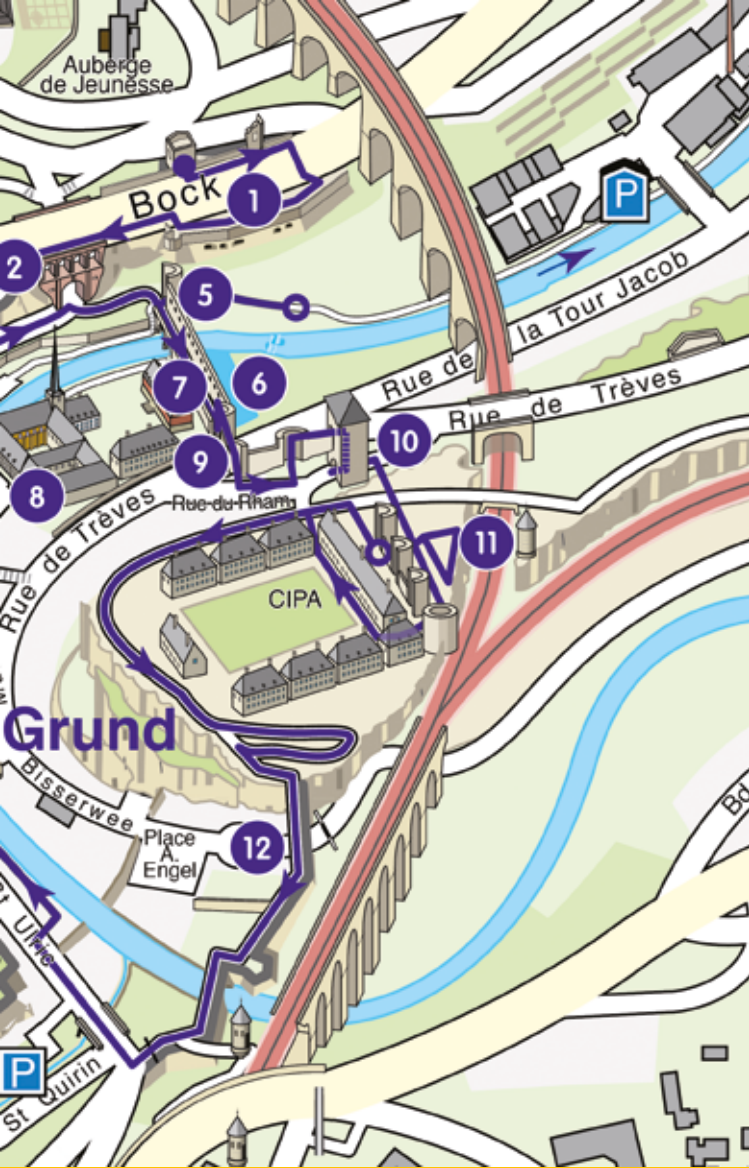 Auberge
de Jeunesse
Bock
1
2
P
5
la Tour Jacob
Rue de
7
6
Rue de Trèves
10
9
8
Rue du Rham
Rue de Trèves
11
CIPA
Grund
Bisserwee
12
Place
A.
Engel
Bd
St Ulric
P
St Quirin